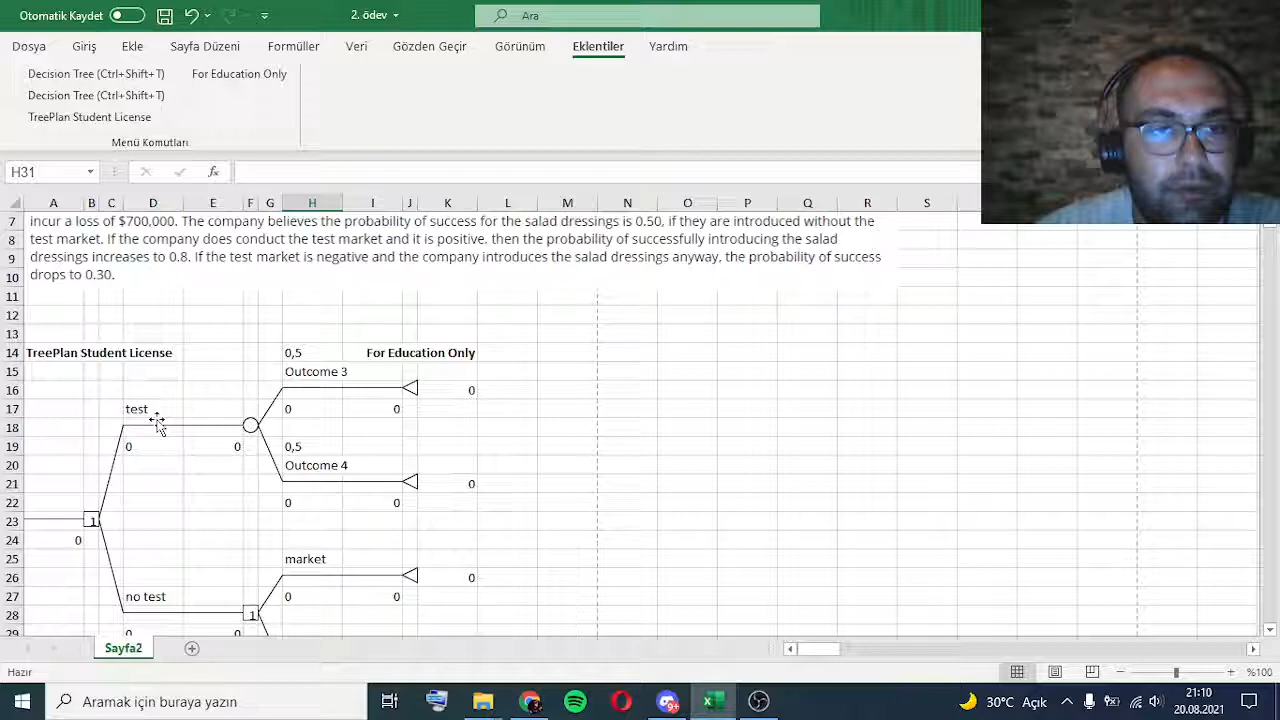 Otomatik Kaydet
2. ödev
Ara
Dosya Giriş Ekle Sayfa Düzeni Formüller Veri Gözden Geçir Görünüm Eklentiler Yardım
Decision Tree (Ctrl+Shift+T) For Education Only
Decision Tree (Ctrl+Shift+T)
TreePlan Student License
Menü Komutları
H31 fx
A B C D E F G H I J K L M N O P Q R S
7 incur a loss of $700,000. The company believes the probability of success for the salad dressings is 0.50, if they are introduced without the
8 test market. If the company does conduct the test market and it is positive, then the probability of successfully introducing the salad
9 dressings increases to 0.8. If the test market is negative and the company introduces the salad dressings anyway, the probability of success
10 drops to 0.30.
11
12
13
14 TreePlan Student License 0,5 For Education Only
15 Outcome 3
16 0
17 test 0 0
18
19 0 0 0,5
20 Outcome 4
21 0
22 0 0
23 1
24 0
25 market
26 0
27 no test 0 0
28 1
29 0 0
Sayfa2
Hazır %100
Aramak için buraya yazın
30°C Açık
21:10
20.08.2021